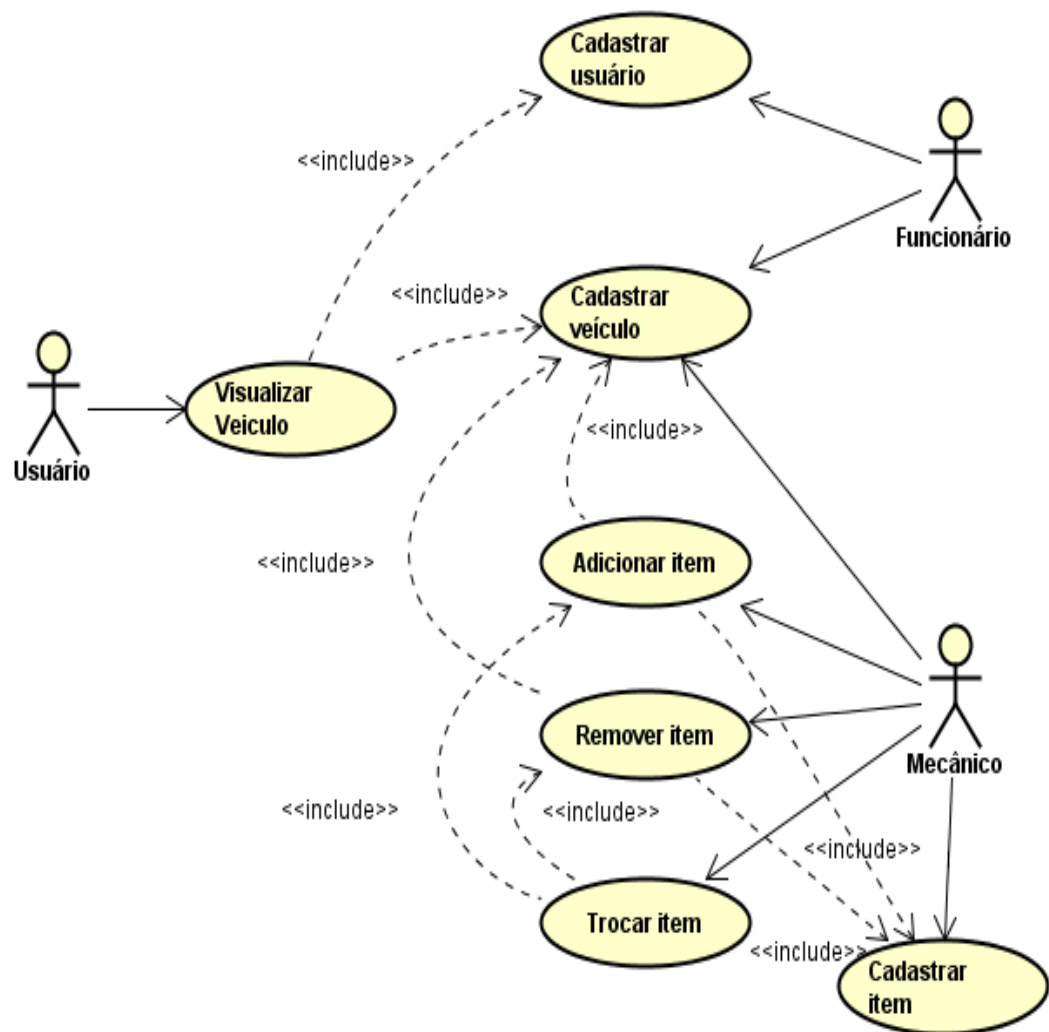 Cadastrar
usuário
<<include>>
Funcionário
<<include>>
Cadastrar
veículo
Visualizar
Veiculo
Usuário
<<include>>
<<include>>
Adicionar item
Remover item
Mecânico
<<include>>
<<include>>
<<include>>
Trocar item
<<include>>
Cadastrar
item